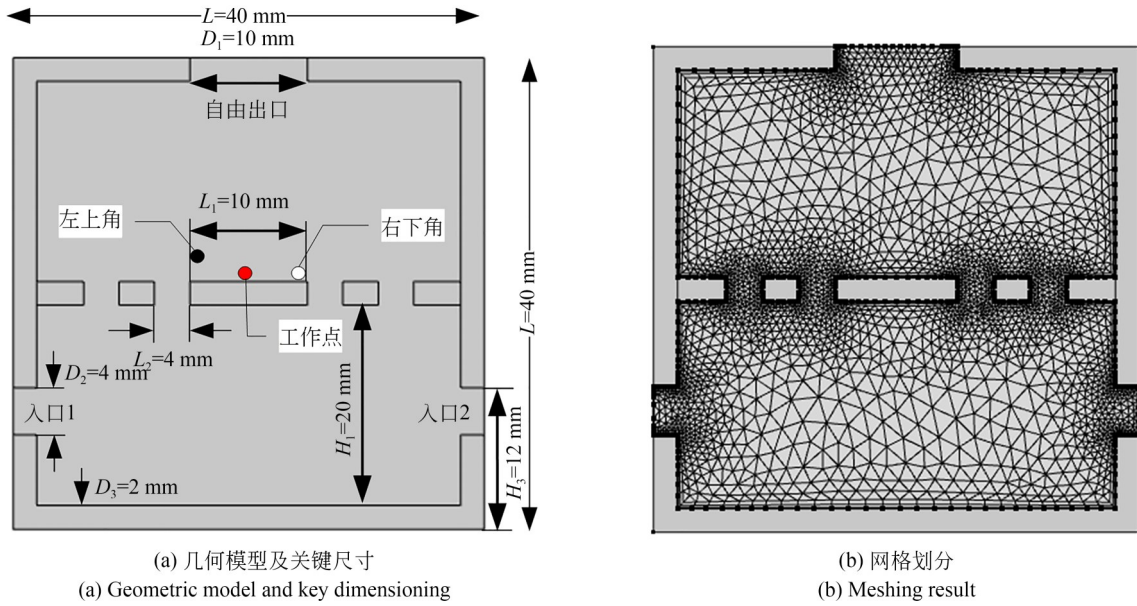 L=40 mm
D₁=10 mm
自由出口
L₁=10 mm
左上角
右下角
工作点
L₂=4 mm
D₂=4 mm
入口1
入口2
H₁=20 mm
L=40 mm
H₃=12 mm
D₃=2 mm
(a) 几何模型及关键尺寸
(a) Geometric model and key dimensioning
(b) 网格划分
(b) Meshing result